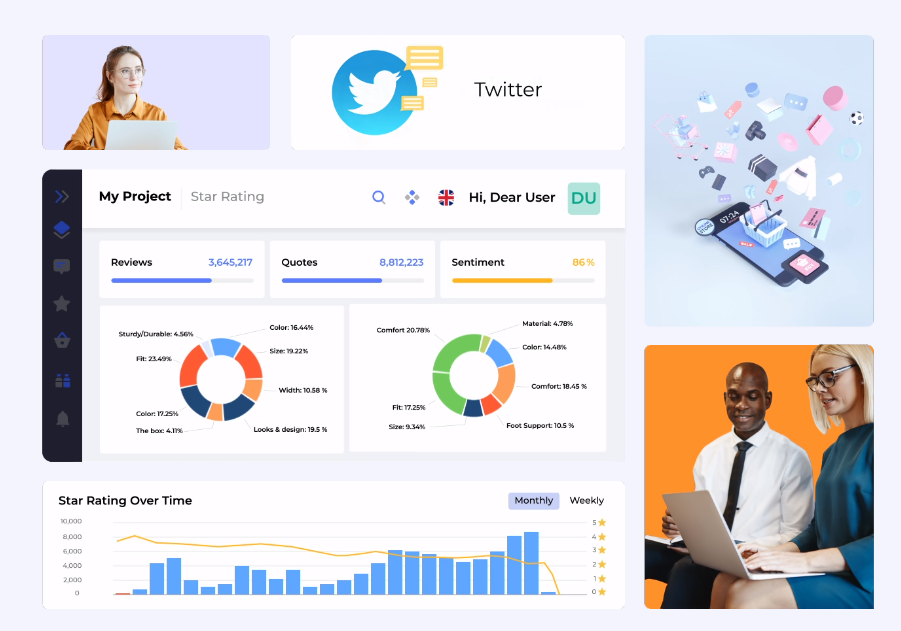 Twitter
07:24
My Project
Star Rating
Hi, Dear User
DU
Reviews
3,645,217
Quotes
8,812,223
Sentiment
86%
Sturdy/Durable: 4.56%
Color: 16.44%
Fit: 23.49%
Size: 19.22%
Width: 10.58 %
Color: 17.25%
The box: 4.11%
Looks & design: 19.5 %
Comfort 20.78%
Material: 4.78%
Color: 14.48%
Comfort: 18.45 %
Fit: 17.25%
Size: 9.34%
Foot Support: 10.5 %
Star Rating Over Time
Monthly
Weekly
10,000
8,000
6,000
4,000
2,000
0
5
4
3
2
1
0